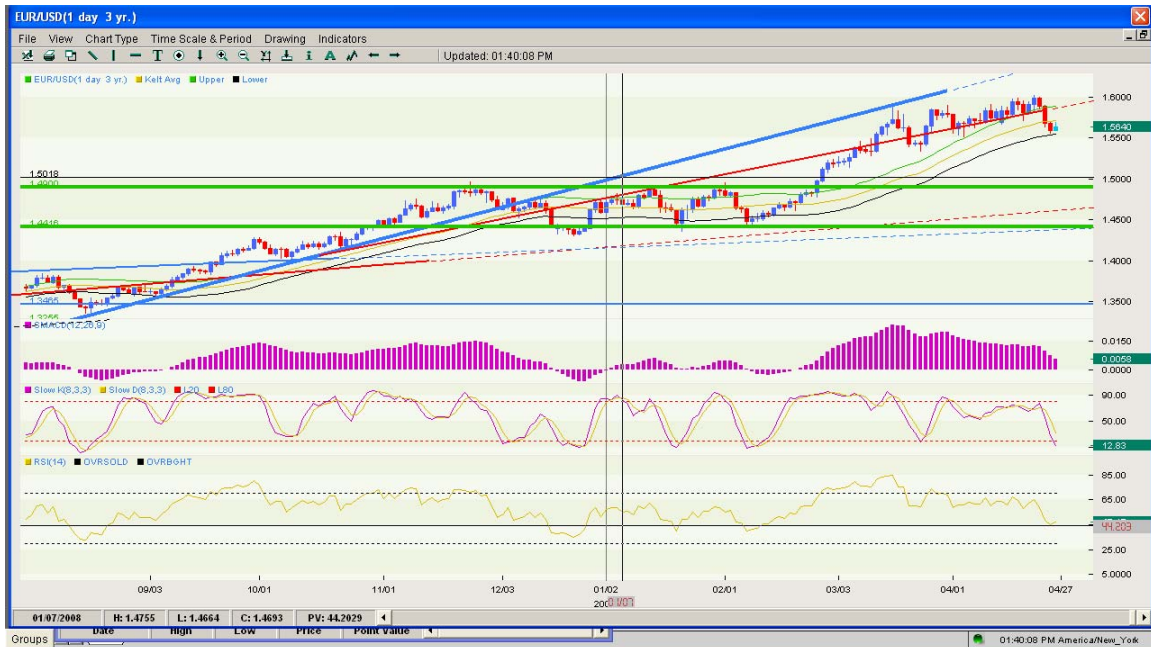 EUR/USD(1 day 3 yr.)
File View Chart Type Time Scale & Period Drawing Indicators
T i A Updated: 01:40:08 PM
EUR/USD(1 day 3 yr.) Kelt Avg Upper Lower
1.6000
1.5640
1.5500
1.5018
1.5000
1.4900
1.4500
1.4416
1.4000
1.3500
1.3465
1.3255
SMACD(12,26,9)
0.0150
0.0058
0.0000
Slow K(8,3,3) Slow D(8,3,3) L20 L80
90.00
50.00
12.83
RSI(14) OVRSOLD OVRBGHT
85.00
65.00
44.203
25.00
5.0000
09/03 10/01 11/01 12/03 01/02 02/01 03/03 04/01 04/27
01/07
01/07/2008 H: 1.4755 L: 1.4664 C: 1.4693 PV: 44.2029
Groups Date High Low Price Point Value
01:40:08 PM America/New_York